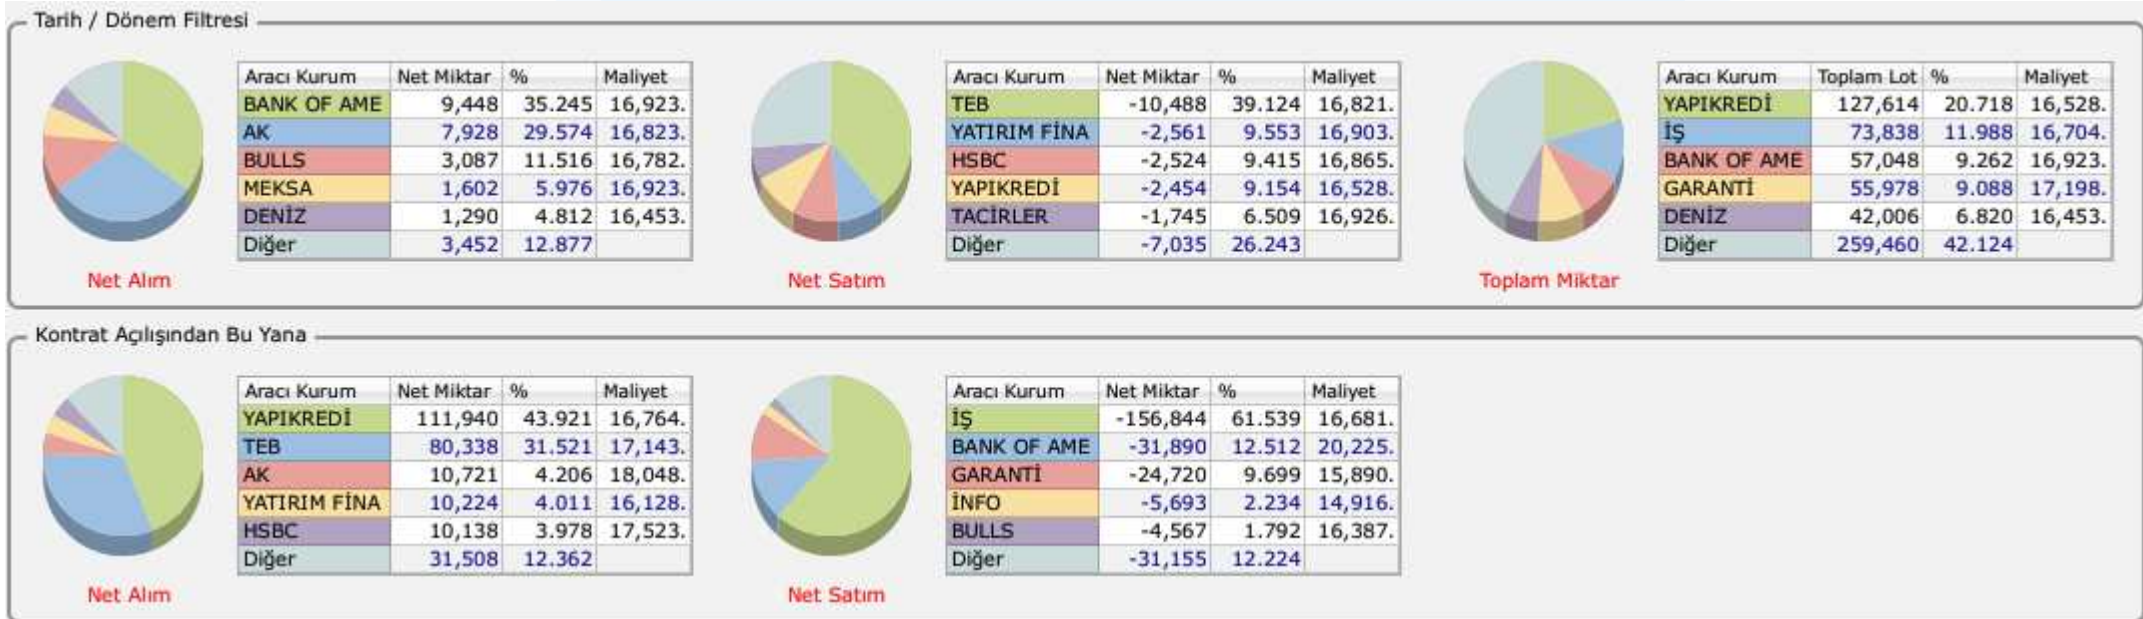 Tarih / Dönem Filtresi
Aracı Kurum Net Miktar % Maliyet
BANK OF AME 9,448 35.245 16,923.
AK 7,928 29.574 16,823.
BULLS 3,087 11.516 16,782.
MEKSA 1,602 5.976 16,923.
DENİZ 1,290 4.812 16,453.
Diğer 3,452 12.877
Net Alım
Aracı Kurum Net Miktar % Maliyet
TEB -10,488 39.124 16,821.
YATIRIM FİNA -2,561 9.553 16,903.
HSBC -2,524 9.415 16,865.
YAPIKREDİ -2,454 9.154 16,528.
TACİRLER -1,745 6.509 16,926.
Diğer -7,035 26.243
Net Satım
Aracı Kurum Toplam Lot % Maliyet
YAPIKREDİ 127,614 20.718 16,528.
İŞ 73,838 11.988 16,704.
BANK OF AME 57,048 9.262 16,923.
GARANTİ 55,978 9.088 17,198.
DENİZ 42,006 6.820 16,453.
Diğer 259,460 42.124
Toplam Miktar
Kontrat Açılışından Bu Yana
Aracı Kurum Net Miktar % Maliyet
YAPIKREDİ 111,940 43.921 16,764.
TEB 80,338 31.521 17,143.
AK 10,721 4.206 18,048.
YATIRIM FİNA 10,224 4.011 16,128.
HSBC 10,138 3.978 17,523.
Diğer 31,508 12.362
Net Alım
Aracı Kurum Net Miktar % Maliyet
İŞ -156,844 61.539 16,681.
BANK OF AME -31,890 12.512 20,225.
GARANTİ -24,720 9.699 15,890.
İNFO -5,693 2.234 14,916.
BULLS -4,567 1.792 16,387.
Diğer -31,155 12.224
Net Satım